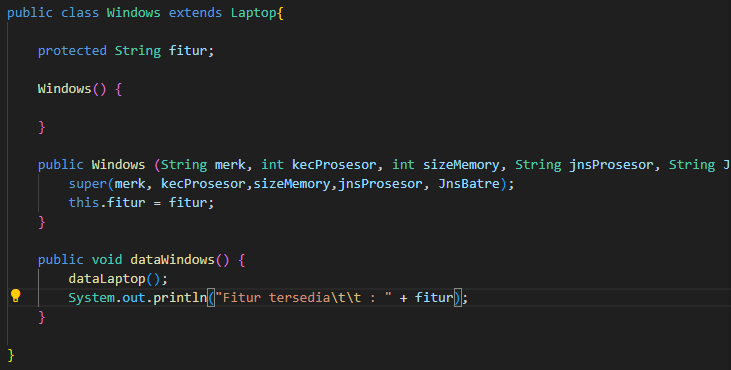 public class Windows extends Laptop{
protected String fitur;
Windows() {
}
public Windows (String merk, int kecProsesor, int sizeMemory, String jnsProsesor, String J
super(merk, kecProsesor,sizeMemory,jnsProsesor, JnsBatre);
this.fitur = fitur;
}
public void dataWindows() {
dataLaptop();
System.out.println("Fitur tersedia\t\t : " + fitur);
}
}